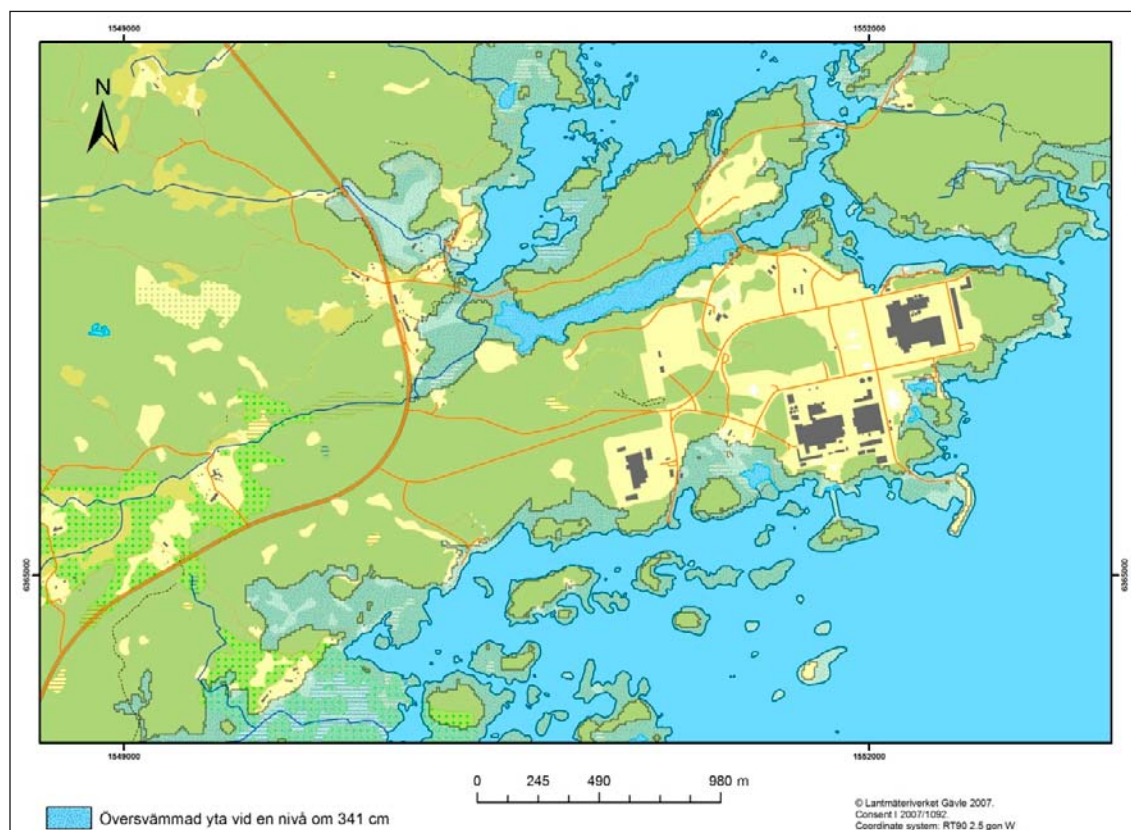 1549000 1552000
N
6365000 6365000
1549000 1552000
0 245 490 980 m
Översvämmad yta vid en nivå om 341 cm
© Lantmäteriverket Gävle 2007.
Consent I 2007/1092.
Coordinate system: RT90 2.5 gon W